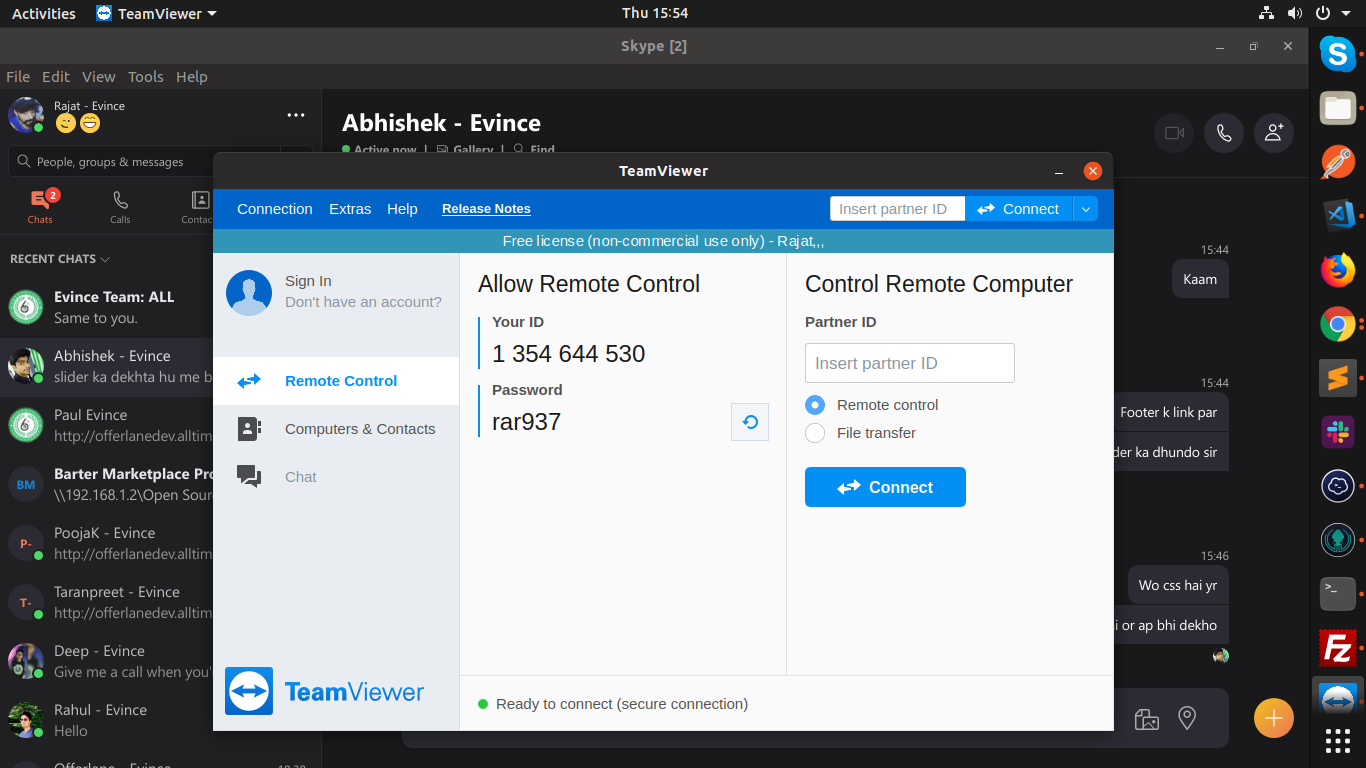 Activities
TeamViewer
Thu 15:54
Skype [2]
File Edit View Tools Help
Rajat - Evince
People, groups & messages
2
Chats
Calls
Contac
RECENT CHATS
Evince Team: ALL
Same to you.
Abhishek - Evince
slider ka dekhta hu me b
Paul Evince
http://offerlanedev.alltim
BM
Barter Marketplace Pro
\\192.168.1.2\Open Sour
P-
PoojaK - Evince
http://offerlanedev.alltim
T-
Taranpreet - Evince
http://offerlanedev.alltim
Deep - Evince
Give me a call when you'
Rahul - Evince
Hello
Offerlane - Evince
Abhishek - Evince
Active now | Gallery | Find
15:44
Kaam
15:44
Footer k link par
der ka dhundo sir
15:46
Wo css hai yr
i or ap bhi dekho
TeamViewer
Connection Extras Help Release Notes
Insert partner ID
Connect
Free license (non-commercial use only) - Rajat,,,
Sign In
Don't have an account?
Remote Control
Computers & Contacts
Chat
TeamViewer
Allow Remote Control
Your ID
1 354 644 530
Password
rar937
Control Remote Computer
Partner ID
Insert partner ID
Remote control
File transfer
Connect
Ready to connect (secure connection)